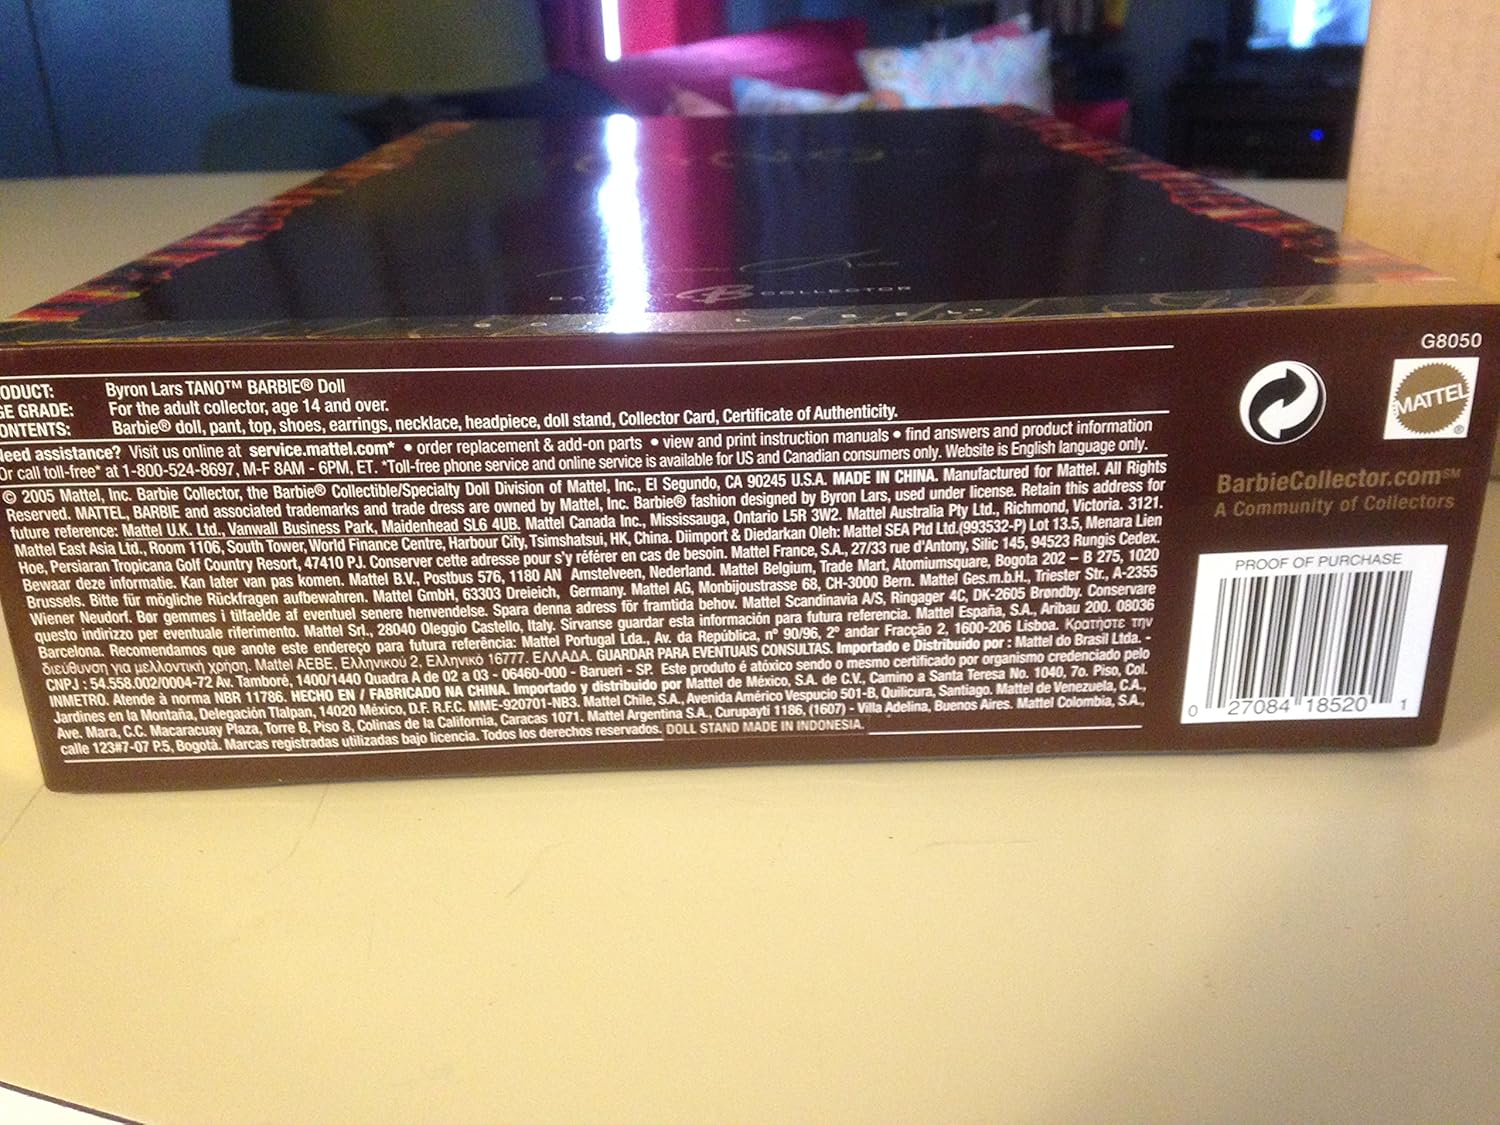 COLLECTOR
G8050
ODUCT: Byron Lars TANO™ BARBIE® Doll
GE GRADE: For the adult collector, age 14 and over.
ONTENTS: Barbie® doll, pant, top, shoes, earrings, necklace, headpiece, doll stand, Collector Card, Certificate of Authenticity.
Need assistance? Visit us online at service.mattel.com* • order replacement & add-on parts • view and print instruction manuals • find answers and product information
Or call toll-free* at 1-800-524-8697, M-F 8AM - 6PM, ET. *Toll-free phone service and online service is available for US and Canadian consumers only. Website is English language only.
© 2005 Mattel, Inc. Barbie Collector, the Barbie® Collectible/Specialty Doll Division of Mattel, Inc., El Segundo, CA 90245 U.S.A. MADE IN CHINA. Manufactured for Mattel. All Rights
Reserved. MATTEL, BARBIE and associated trademarks and trade dress are owned by Mattel, Inc. Barbie® fashion designed by Byron Lars, used under license. Retain this address for
future reference: Mattel U.K. Ltd., Vanwall Business Park, Maidenhead SL6 4UB. Mattel Canada Inc., Mississauga, Ontario L5R 3W2. Mattel Australia Pty Ltd., Richmond, Victoria. 3121.
Mattel East Asia Ltd., Room 1106, South Tower, World Finance Centre, Harbour City, Tsimshatsui, HK, China. Diimport & Diedarkan Oleh: Mattel SEA Ptd Ltd.(993532-P) Lot 13.5, Menara Lien
Hoe, Persiaran Tropicana Golf Country Resort, 47410 PJ. Conserver cette adresse pour s'y référer en cas de besoin. Mattel France, S.A., 27/33 rue d'Antony, Silic 145, 94523 Rungis Cedex.
Bewaar deze informatie. Kan later van pas komen. Mattel B.V., Postbus 576, 1180 AN Amstelveen, Nederland. Mattel Belgium, Trade Mart, Atomiumsquare, Bogota 202 – B 275, 1020
Brussels. Bitte für mögliche Rückfragen aufbewahren. Mattel GmbH, 63303 Dreieich, Germany. Mattel AG, Monbijoustrasse 68, CH-3000 Bern. Mattel Ges.m.b.H., Triester Str., A-2355
Wiener Neudorf. Bør gemmes i tilfælde af eventuel senere henvendelse. Spara denna adress för framtida behov. Mattel Scandinavia A/S, Ringager 4C, DK-2605 Brøndby. Conservare
questo indirizzo per eventuale riferimento. Mattel Srl., 28040 Oleggio Castello, Italy. Sírvanse guardar esta información para futura referencia. Mattel España, S.A., Aribau 200. 08036
Barcelona. Recomendamos que anote este endereço para futura referência: Mattel Portugal Lda., Av. da República, nº 90/96, 2º andar Fracção 2, 1600-206 Lisboa. Κρατήστε την
διεύθυνση για μελλοντική χρήση. Mattel AEBE, Ελληνικού 2, Ελληνικό 16777. ΕΛΛΑΔΑ. GUARDAR PARA EVENTUAIS CONSULTAS. Importado e Distribuido por : Mattel do Brasil Ltda. -
CNPJ : 54.558.002/0004-72 Av. Tamboré, 1400/1440 Quadra A de 02 a 03 - 06460-000 - Barueri - SP. Este produto é atóxico sendo o mesmo certificado por organismo credenciado pelo
INMETRO. Atende à norma NBR 11786. HECHO EN / FABRICADO NA CHINA. Importado y distribuido por Mattel de México, S.A. de C.V., Camino a Santa Teresa No. 1040, 7o. Piso, Col.
Jardines en la Montaña, Delegación Tlalpan, 14020 México, D.F. R.F.C. MME-920701-NB3. Mattel Chile, S.A., Avenida Américo Vespucio 501-B, Quilicura, Santiago. Mattel de Venezuela, C.A.,
Ave. Mara, C.C. Macaracuay Plaza, Torre B, Piso 8, Colinas de la California, Caracas 1071. Mattel Argentina S.A., Curupaytí 1186, (1607) - Villa Adelina, Buenos Aires. Mattel Colombia, S.A.,
calle 123#7-07 P.5, Bogotá. Marcas registradas utilizadas bajo licencia. Todos los derechos reservados. DOLL STAND MADE IN INDONESIA.
MATTEL®
BarbieCollector.com℠
A Community of Collectors
PROOF OF PURCHASE
0 27084 18520 1